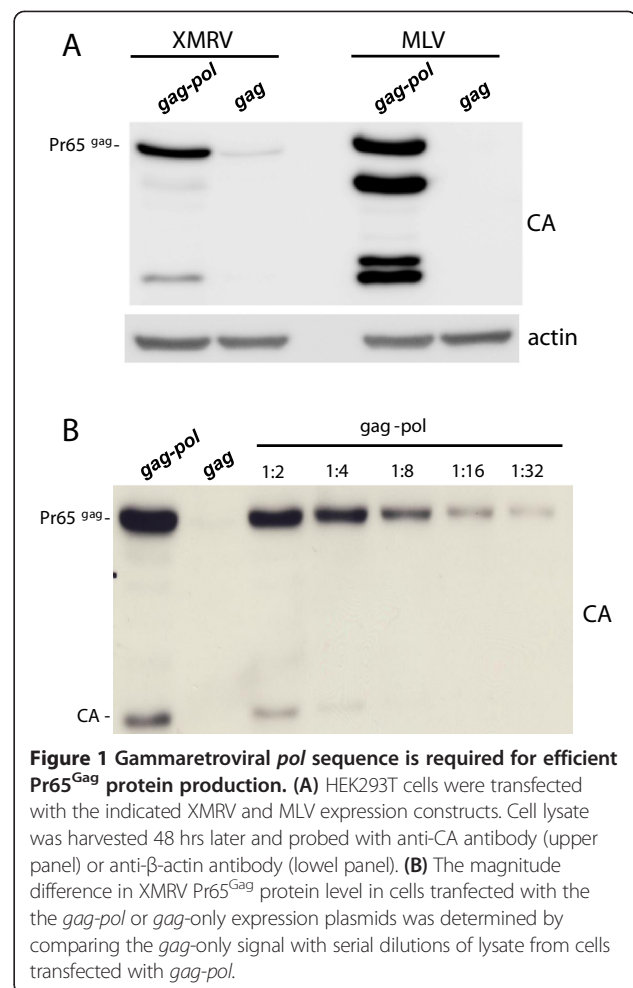 A
XMRV MLV
gag-pol gag gag-pol gag
Pr65 gag-
CA
actin
B
gag-pol gag gag -pol
1:2 1:4 1:8 1:16 1:32
Pr65 gag-
CA
CA -
Figure 1 Gammaretroviral pol sequence is required for efficient
Pr65Gag protein production. (A) HEK293T cells were transfected
with the indicated XMRV and MLV expression constructs. Cell lysate
was harvested 48 hrs later and probed with anti-CA antibody (upper
panel) or anti-β-actin antibody (lowel panel). (B) The magnitude
difference in XMRV Pr65Gag protein level in cells tranfected with the
the gag-pol or gag-only expression plasmids was determined by
comparing the gag-only signal with serial dilutions of lysate from cells
transfected with gag-pol.